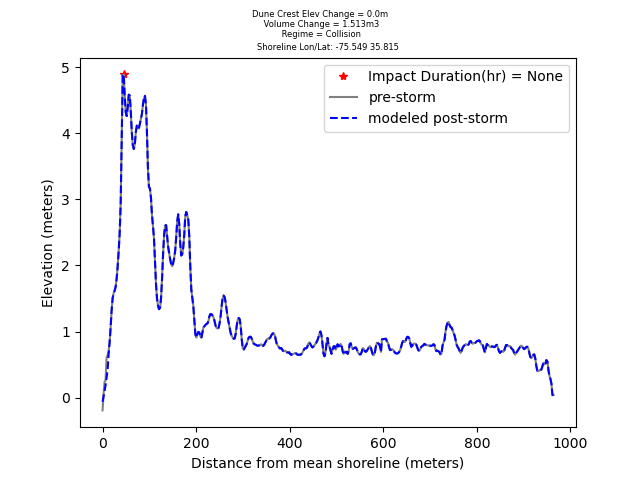 Dune Crest Elev Change = 0.0m
Volume Change = 1.513m3
Regime = Collision
Shoreline Lon/Lat: -75.549 35.815
Impact Duration(hr) = None
pre-storm
modeled post-storm
5
4
3
2
1
0
Elevation (meters)
0 200 400 600 800 1000
Distance from mean shoreline (meters)